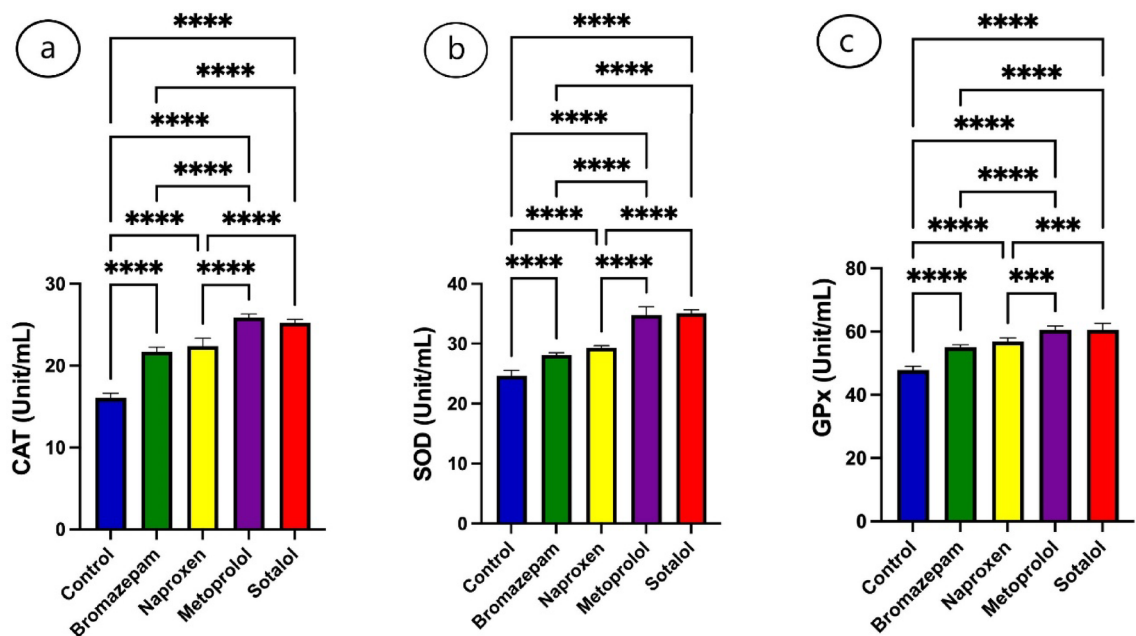 a
****
****
****
****
**** ****
**** ****
CAT (Unit/mL)
30
20
10
0
Control
Bromazepam
Naproxen
Metoprolol
Sotalol
b
****
****
****
****
**** ****
**** ****
SOD (Unit/mL)
40
30
20
10
0
Control
Bromazepam
Naproxen
Metoprolol
Sotalol
c
****
****
****
****
**** ***
**** ***
GPx (Unit/mL)
80
60
40
20
0
Control
Bromazepam
Naproxen
Metoprolol
Sotalol